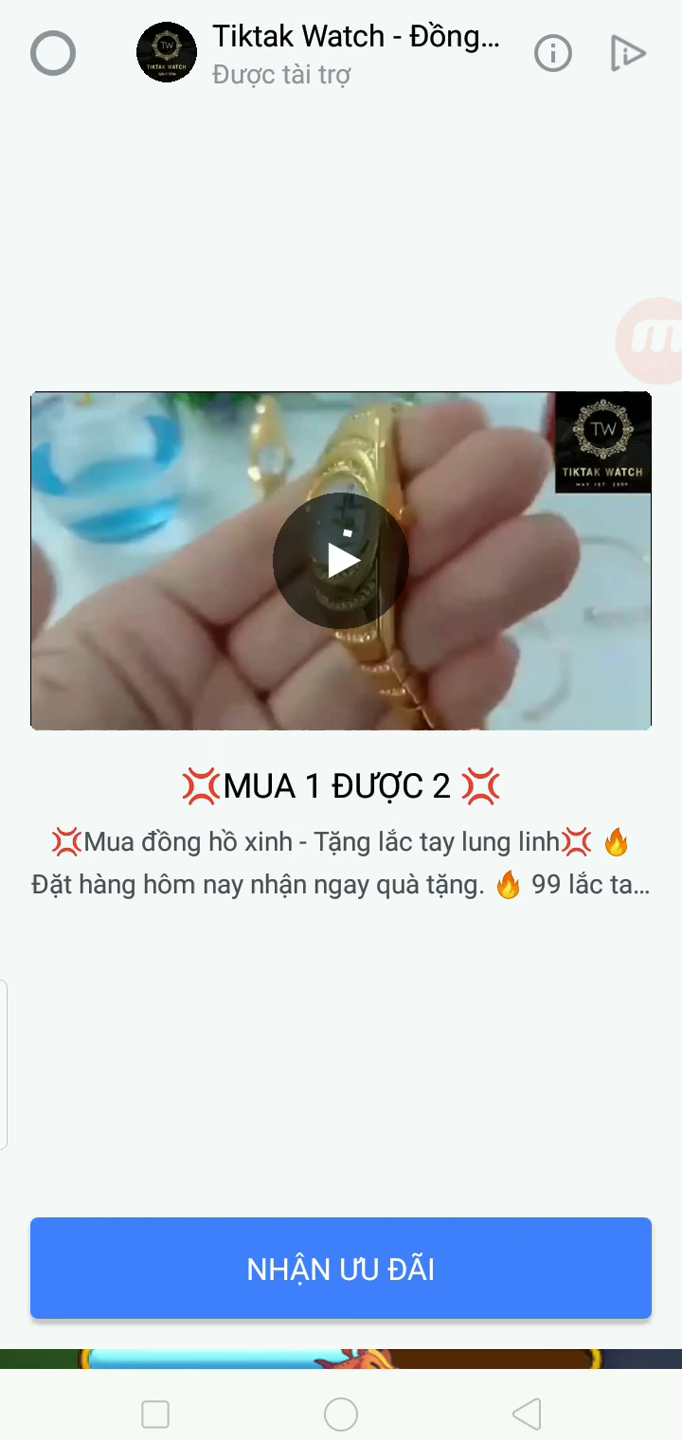 Tiktak Watch - Đồng...
Được tài trợ
TW
TIKTAK WATCH
💢MUA 1 ĐƯỢC 2 💢
💢Mua đồng hồ xinh - Tặng lắc tay lung linh💢 🔥
Đặt hàng hôm nay nhận ngay quà tặng. 🔥 99 lắc ta...
NHẬN ƯU ĐÃI